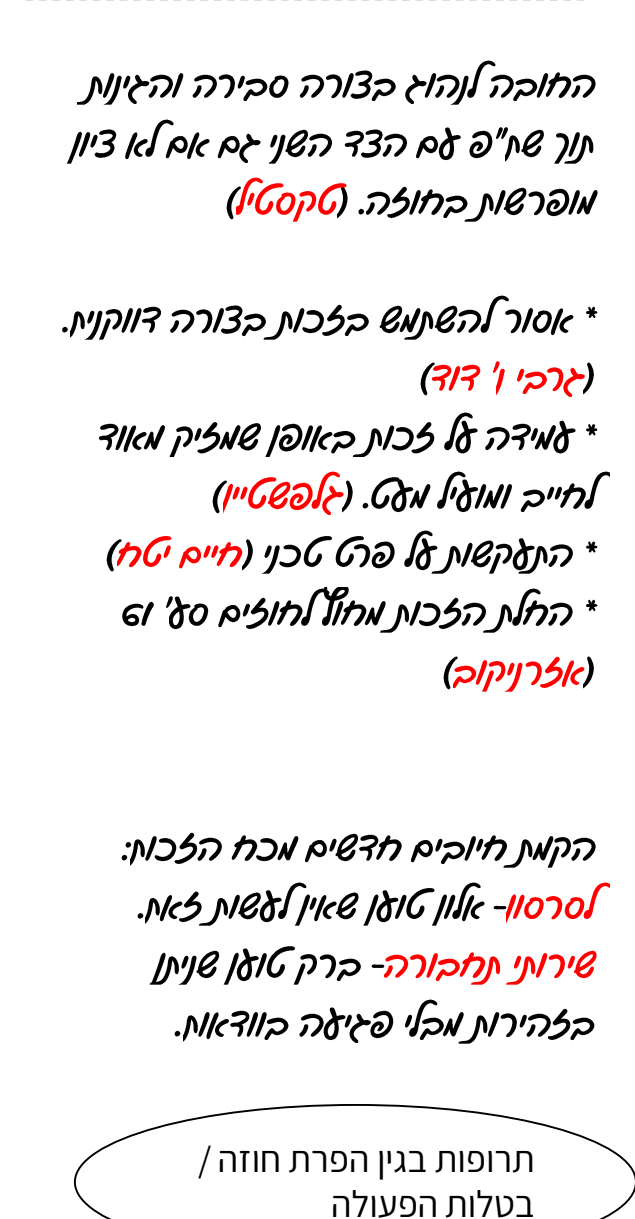 החובה לנהוג בצורה סבירה והגינות
תוך שת"פ עם הצד השני גם אם לא ציון
מופרשות בחוזה. (טקסטיל)
* אסור להשתמש בזכות בצורה דווקנית.
(גרבי ו' דוד)
* עמידה על זכות באופן שמזיק מאוד
לחייב ומועיל מעט. (גלפשטיין)
* התעקשות על פרט טכני (חיים יטח)
* החלת הזכות מחוץ לחוזים סע' 61
(אזרניקוב)
הקמת חיובים חדשים מכח הזכות:
לסרסון- אלון טוען שאין לעשות זאת.
שירותי תחבורה- ברק טוען שניתן
בזהירות מבלי פגיעה בוודאות.
תרופות בגין הפרת חוזה /
בטלות הפעולה